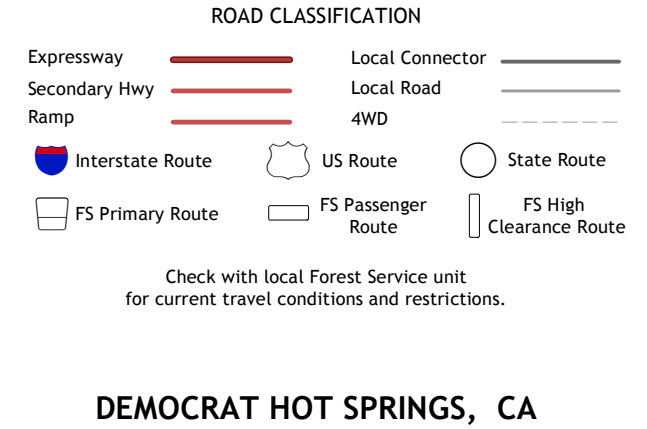 ROAD CLASSIFICATION
Expressway
Local Connector
Secondary Hwy
Local Road
Ramp
4WD
Interstate Route
US Route
State Route
FS Primary Route
FS Passenger
Route
FS High
Clearance Route
Check with local Forest Service unit
for current travel conditions and restrictions.
DEMOCRAT HOT SPRINGS, CA